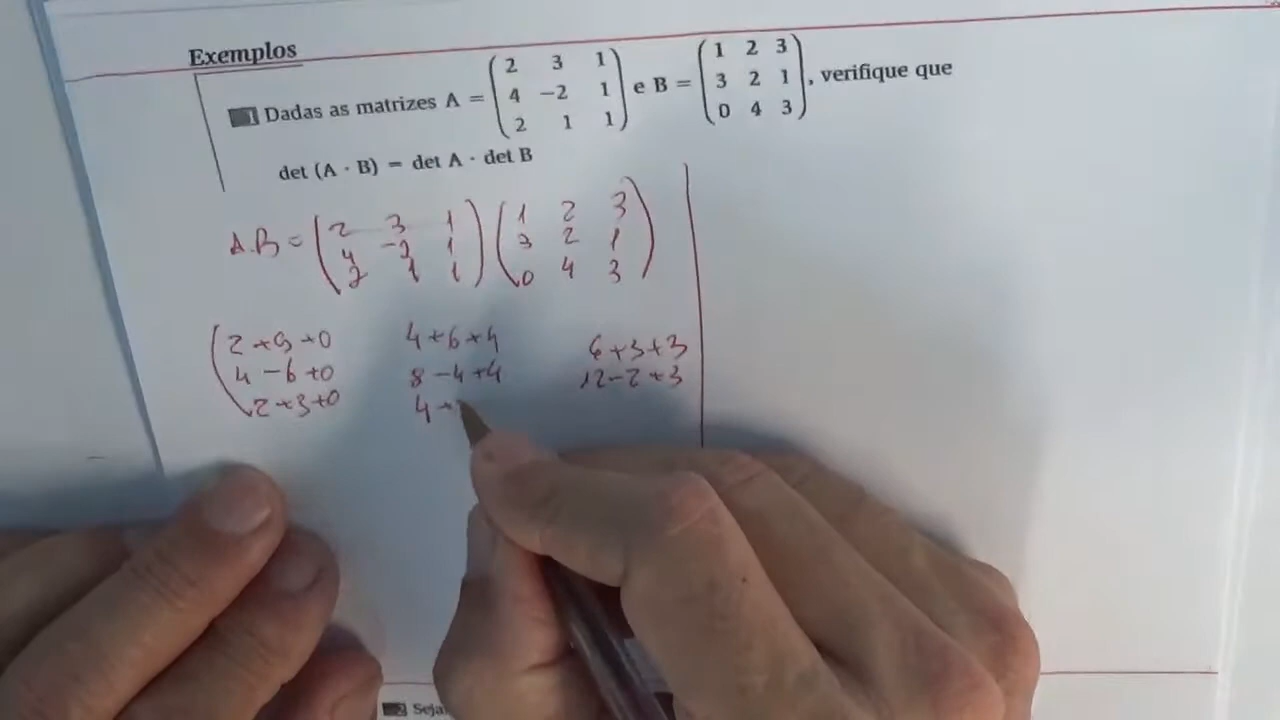 Exemplos
1 Dadas as matrizes A = (2 3 1 e B = (1 2 3 , verifique que
4 −2 1 3 2 1
2 1 1) 0 4 3)
det (A · B) = det A · det B
A.B = (2 3 1 (1 2 3
4 -2 1 3 2 1
2 1 1) 0 4 3)
(2+9+0 4+6+4 6+3+3
4-6+0 8-4+4 12-2+3
2+3+0 4+
2 Seja